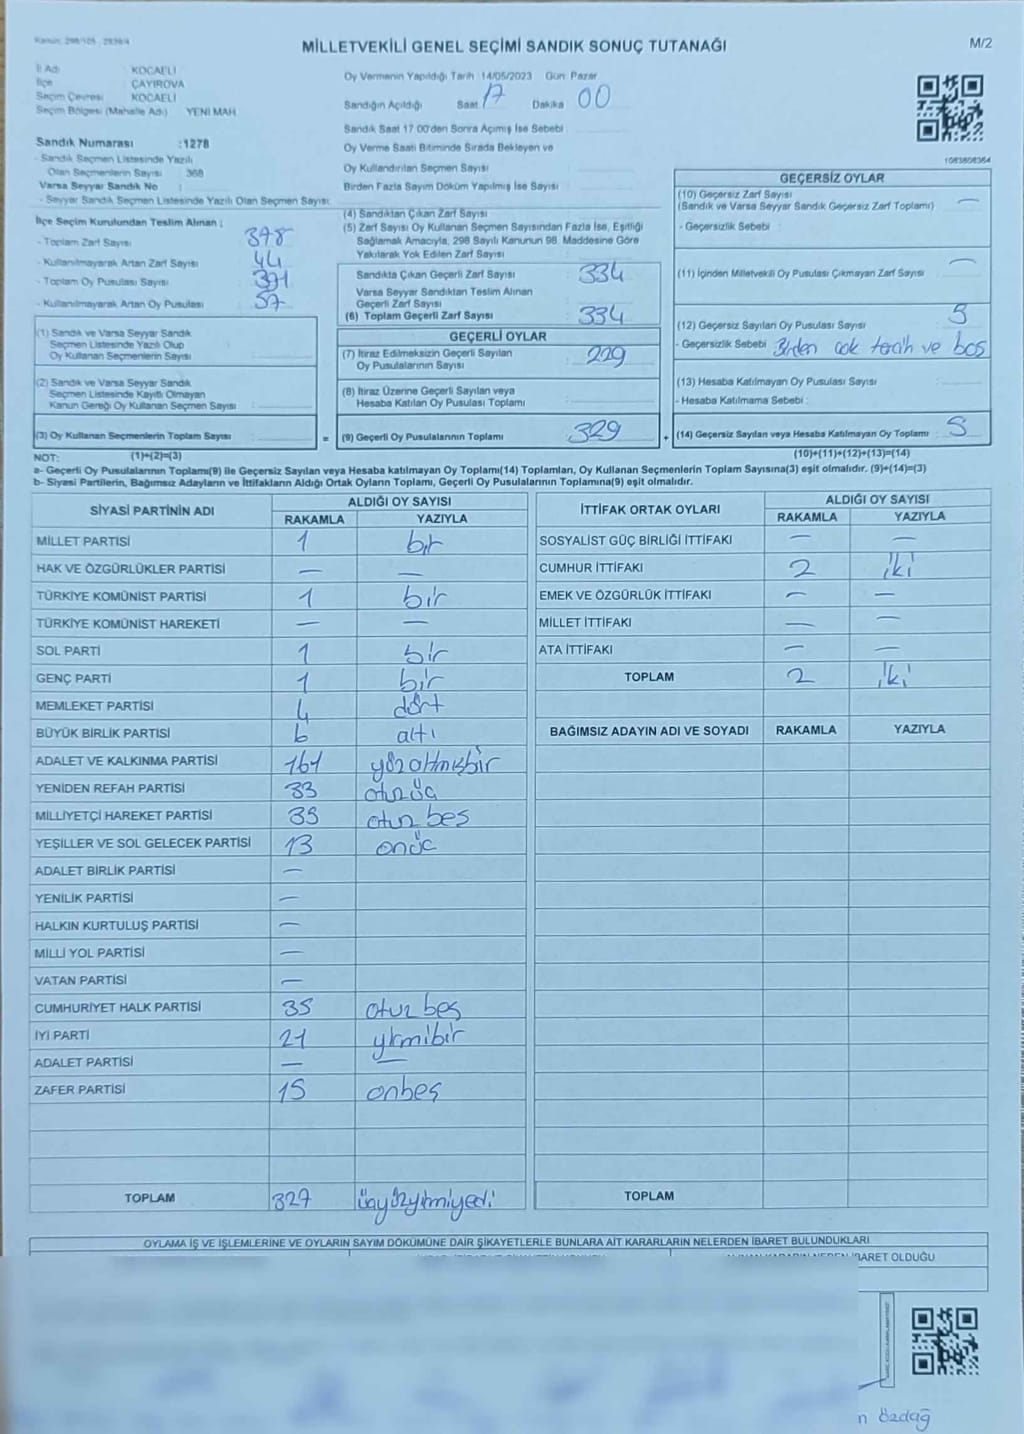 Kanun: 298/105 , 2839/4
MİLLETVEKİLİ GENEL SEÇİMİ SANDIK SONUÇ TUTANAĞI
M/2
İl Adı : KOCAELİ
İlçe : ÇAYIROVA
Seçim Çevresi : KOCAELİ
Seçim Bölgesi (Mahalle Adı) : YENİ MAH.
Oy Vermenin Yapıldığı Tarih :14/05/2023 Gün: Pazar
Sandığın Açıldığı Saat 17 Dakika 00
Sandık Saat 17.00'den Sonra Açımış İse Sebebi :
Oy Verme Saati Bitiminde Sırada Bekleyen ve
Oy Kullandırılan Seçmen Sayısı :
Birden Fazla Sayım Döküm Yapılmış İse Sayısı :
1083808364
Sandık Numarası :1278
- Sandık Seçmen Listesinde Yazılı
Olan Seçmenlerin Sayısı : 368
Varsa Seyyar Sandık No :
- Seyyar Sandık Seçmen Listesinde Yazılı Olan Seçmen Sayısı:
İlçe Seçim Kurulundan Teslim Alınan :
- Toplam Zarf Sayısı : 378
- Kullanılmayarak Artan Zarf Sayısı : 44
- Toplam Oy Pusulası Sayısı : 391
- Kullanılmayarak Artan Oy Pusulası : 57
(1) Sandık ve Varsa Seyyar Sandık
Seçmen Listesinde Yazılı Olup
Oy Kullanan Seçmenlerin Sayısı :
(2) Sandık ve Varsa Seyyar Sandık
Seçmen Listesinde Kayıtlı Olmayan
Kanun Gereği Oy Kullanan Seçmen Sayısı :
(3) Oy Kullanan Seçmenlerin Toplam Sayısı : =
(4) Sandıktan Çıkan Zarf Sayısı :
(5) Zarf Sayısı Oy Kullanan Seçmen Sayısından Fazla İse, Eşitliği
Sağlamak Amacıyla, 298 Sayılı Kanunun 98. Maddesine Göre
Yakılarak Yok Edilen Zarf Sayısı :
Sandıkta Çıkan Geçerli Zarf Sayısı : 334
Varsa Seyyar Sandıktan Teslim Alınan
Geçerli Zarf Sayısı :
(6) Toplam Geçerli Zarf Sayısı : 334
GEÇERLİ OYLAR
(7) İtiraz Edilmeksizin Geçerli Sayılan 229
Oy Pusulalarının Sayısı :
(8) İtiraz Üzerine Geçerli Sayılan veya
Hesaba Katılan Oy Pusulası Toplamı :
(9) Geçerli Oy Pusulalarının Toplamı : 329 +
GEÇERSİZ OYLAR
(10) Geçersiz Zarf Sayısı
(Sandık ve Varsa Seyyar Sandık Geçersiz Zarf Toplamı) : —
- Geçersizlik Sebebi :
(11) İçinden Milletvekili Oy Pusulası Çıkmayan Zarf Sayısı : —
(12) Geçersiz Sayılan Oy Pusulası Sayısı : 5
- Geçersizlik Sebebi : Birden çok tercih ve boş
(13) Hesaba Katılmayan Oy Pusulası Sayısı :
- Hesaba Katılmama Sebebi :
(14) Geçersiz Sayılan veya Hesaba Katılmayan Oy Toplamı : 5
NOT: (1)+(2)=(3) (10)+(11)+(12)+(13)=(14)
a- Geçerli Oy Pusulalarının Toplamı(9) ile Geçersiz Sayılan veya Hesaba katılmayan Oy Toplamı(14) Toplamları, Oy Kullanan Seçmenlerin Toplam Sayısına(3) eşit olmalıdır. (9)+(14)=(3)
b- Siyasi Partilerin, Bağımsız Adayların ve İttifakların Aldığı Ortak Oyların Toplamı, Geçerli Oy Pusulalarının Toplamına(9) eşit olmalıdır.
SİYASİ PARTİNİN ADI ALDIĞI OY SAYISI
RAKAMLA YAZIYLA
MİLLET PARTİSİ 1 bir
HAK VE ÖZGÜRLÜKLER PARTİSİ — —
TÜRKİYE KOMÜNİST PARTİSİ 1 bir
TÜRKİYE KOMÜNİST HAREKETİ — —
SOL PARTİ 1 bir
GENÇ PARTİ 1 bir
MEMLEKET PARTİSİ 4 dört
BÜYÜK BİRLİK PARTİSİ 6 altı
ADALET VE KALKINMA PARTİSİ 161 yüzaltmışbir
YENİDEN REFAH PARTİSİ 33 otuzüç
MİLLİYETÇİ HAREKET PARTİSİ 35 otuz beş
YEŞİLLER VE SOL GELECEK PARTİSİ 13 onüç
ADALET BİRLİK PARTİSİ —
YENİLİK PARTİSİ —
HALKIN KURTULUŞ PARTİSİ —
MİLLİ YOL PARTİSİ —
VATAN PARTİSİ —
CUMHURİYET HALK PARTİSİ 35 otuz beş
İYİ PARTİ 21 yirmibir
ADALET PARTİSİ — —
ZAFER PARTİSİ 15 onbeş
TOPLAM 327 üçyüzyirmiyedi
İTTİFAK ORTAK OYLARI ALDIĞI OY SAYISI
RAKAMLA YAZIYLA
SOSYALİST GÜÇ BİRLİĞİ İTTİFAKI — —
CUMHUR İTTİFAKI 2 iki
EMEK VE ÖZGÜRLÜK İTTİFAKI — —
MİLLET İTTİFAKI — —
ATA İTTİFAKI — —
TOPLAM 2 iki
BAĞIMSIZ ADAYIN ADI VE SOYADI RAKAMLA YAZIYLA
TOPLAM
OYLAMA İŞ VE İŞLEMLERİNE VE OYLARIN SAYIM DÖKÜMÜNE DAİR ŞİKAYETLERLE BUNLARA AİT KARARLARIN NELERDEN İBARET BULUNDUKLARI
İBARET OLDUĞU
n özdağ